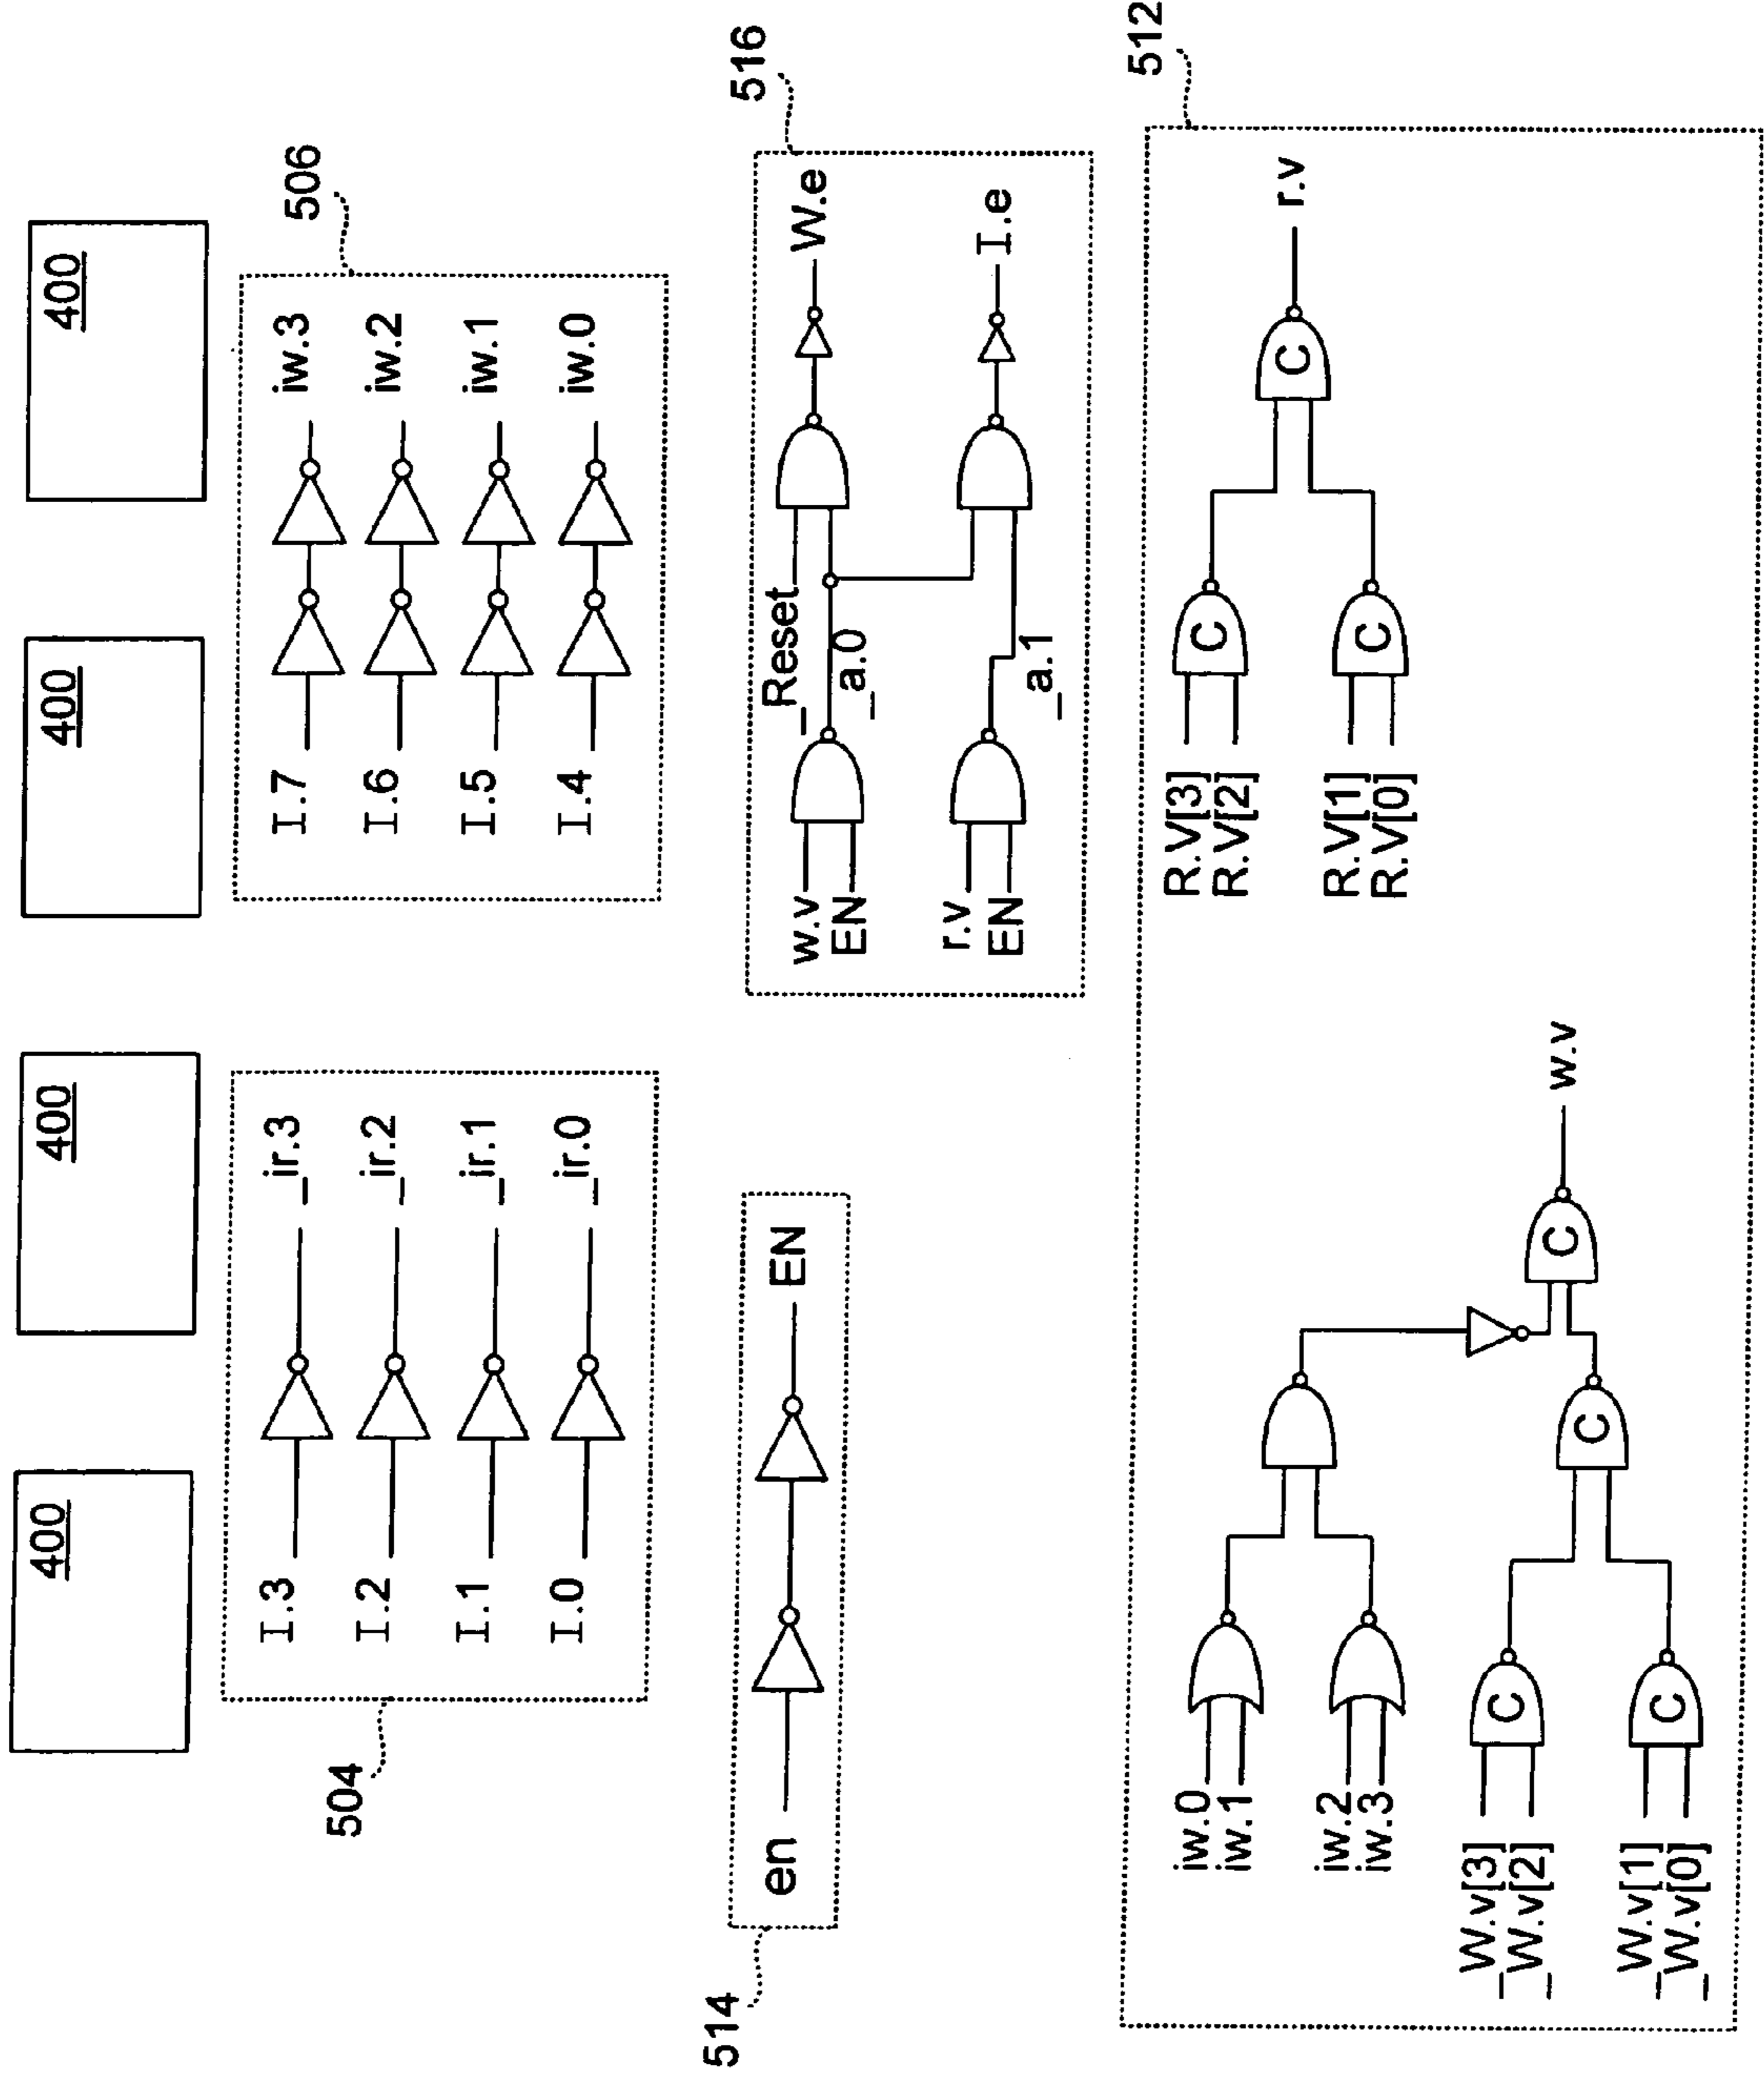 400
400
400
400
504
I.3
_ir.3
I.2
_ir.2
I.1
_ir.1
I.0
_ir.0
506
I.7
iw.3
I.6
iw.2
I.5
iw.1
I.4
iw.0
514
en
EN
516
w.v
EN
_Reset
_a.0
W.e
r.v
EN
_a.1
I.e
512
iw.0
iw.1
iw.2
iw.3
_W.v[3]
_W.v[2]
_W.v[1]
_W.v[0]
C
C
C
C
w.v
R.V[3]
R.V[2]
R.V[1]
R.V[0]
C
C
C
r.v